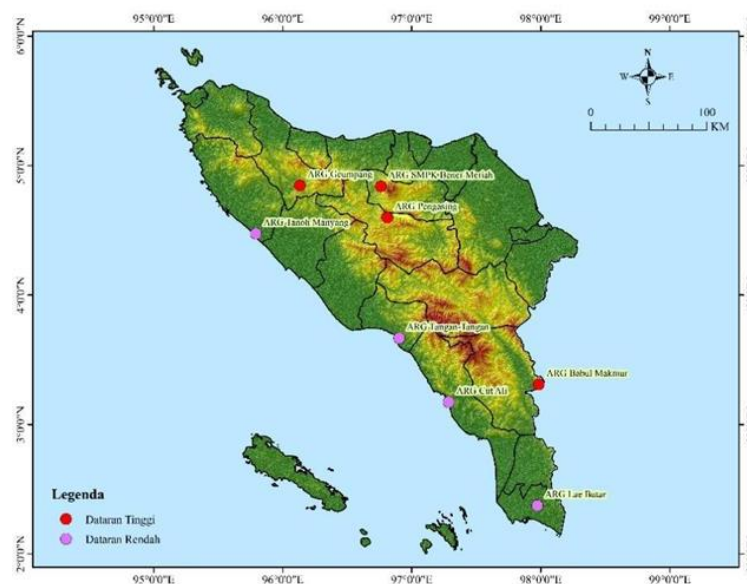 95°0'0"E 96°0'0"E 97°0'0"E 98°0'0"E 99°0'0"E
6°0'0"N
N
W E
S
0 100
KM
5°0'0"N
ARG Geumpang
ARG SMPK Bener Meriah
ARG Pengasing
ARG Tanoh Manyang
4°0'0"N
ARG Tangan-Tangan
ARG Babul Makmur
ARG Cut Ali
3°0'0"N
ARG Lae Butar
Legenda
Dataran Tinggi
Dataran Rendah
2°0'0"N
95°0'0"E 96°0'0"E 97°0'0"E 98°0'0"E 99°0'0"E